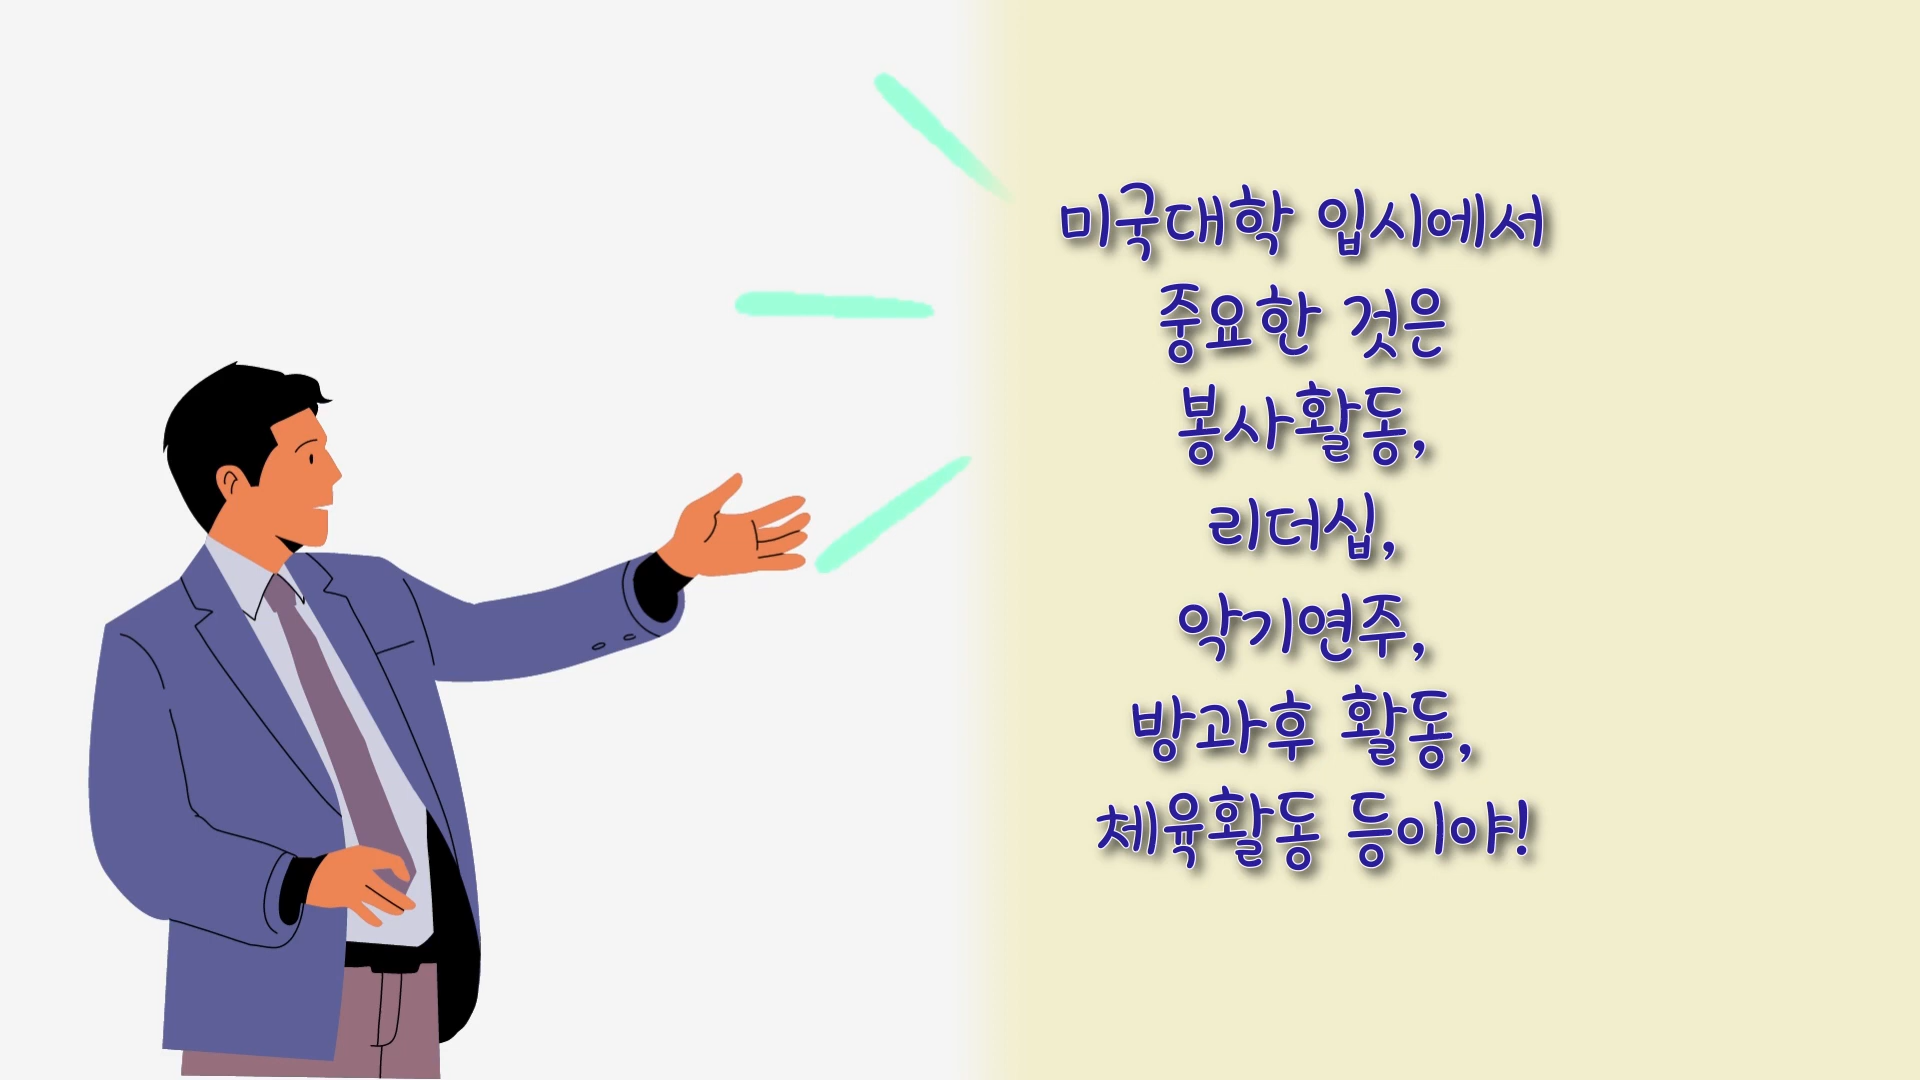 미국대학 입시에서
중요한 것은
봉사활동,
리더십,
악기연주,
방과후 활동,
체육활동 등이야!